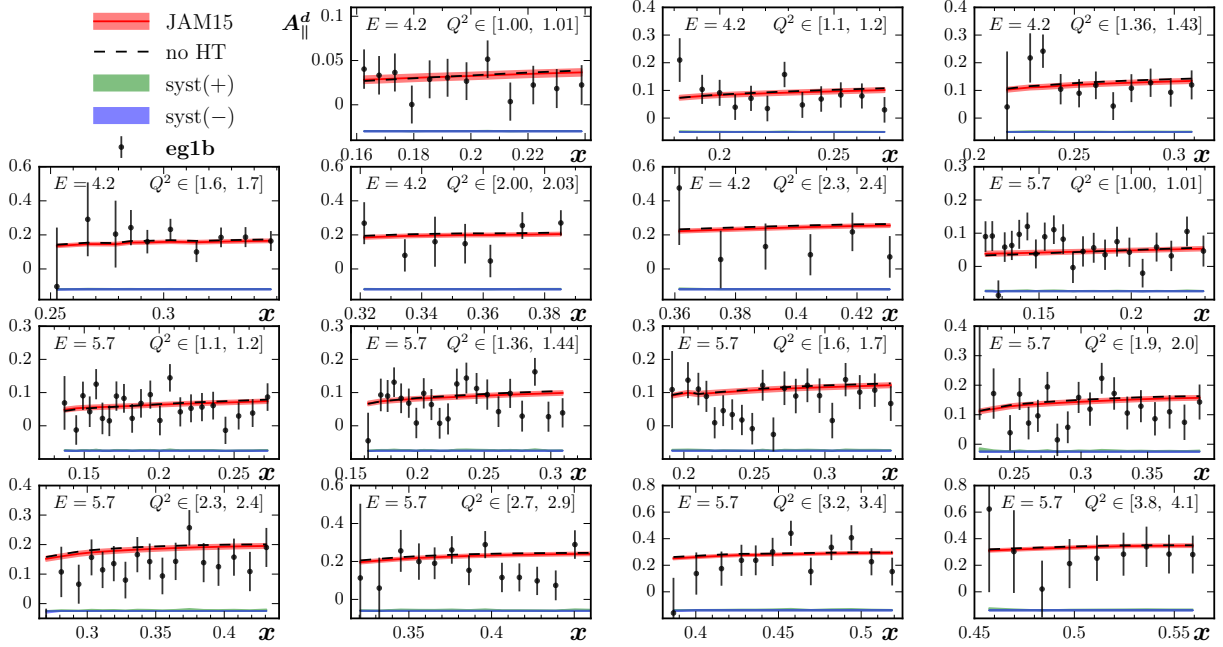 JAM15
no HT
syst(+)
syst(−)
eg1b
A∥^d
E = 4.2 Q² ∈ [1.00, 1.01]
0.1
0.05
0
0.16 0.18 0.2 0.22 x
E = 4.2 Q² ∈ [1.1, 1.2]
0.4
0.3
0.2
0.1
0
0.2 0.25 x
E = 4.2 Q² ∈ [1.36, 1.43]
0.3
0.2
0.1
0
0.2 0.25 0.3 x
E = 4.2 Q² ∈ [1.6, 1.7]
0.6
0.4
0.2
0
0.25 0.3 x
E = 4.2 Q² ∈ [2.00, 2.03]
0.6
0.4
0.2
0
0.32 0.34 0.36 0.38 x
E = 4.2 Q² ∈ [2.3, 2.4]
0.6
0.4
0.2
0
0.36 0.38 0.4 0.42 x
E = 5.7 Q² ∈ [1.00, 1.01]
0.3
0.2
0.1
0
0.15 0.2 x
E = 5.7 Q² ∈ [1.1, 1.2]
0.3
0.2
0.1
0
0.15 0.2 0.25 x
E = 5.7 Q² ∈ [1.36, 1.44]
0.3
0.2
0.1
0
0.15 0.2 0.25 0.3 x
E = 5.7 Q² ∈ [1.6, 1.7]
0.3
0.2
0.1
0
0.2 0.25 0.3 x
E = 5.7 Q² ∈ [1.9, 2.0]
0.4
0.3
0.2
0.1
0
0.25 0.3 0.35 x
E = 5.7 Q² ∈ [2.3, 2.4]
0.4
0.3
0.2
0.1
0
0.3 0.35 0.4 x
E = 5.7 Q² ∈ [2.7, 2.9]
0.6
0.4
0.2
0
0.35 0.4 x
E = 5.7 Q² ∈ [3.2, 3.4]
0.8
0.6
0.4
0.2
0
0.4 0.45 0.5 x
E = 5.7 Q² ∈ [3.8, 4.1]
0.8
0.6
0.4
0.2
0
0.45 0.5 0.55 x